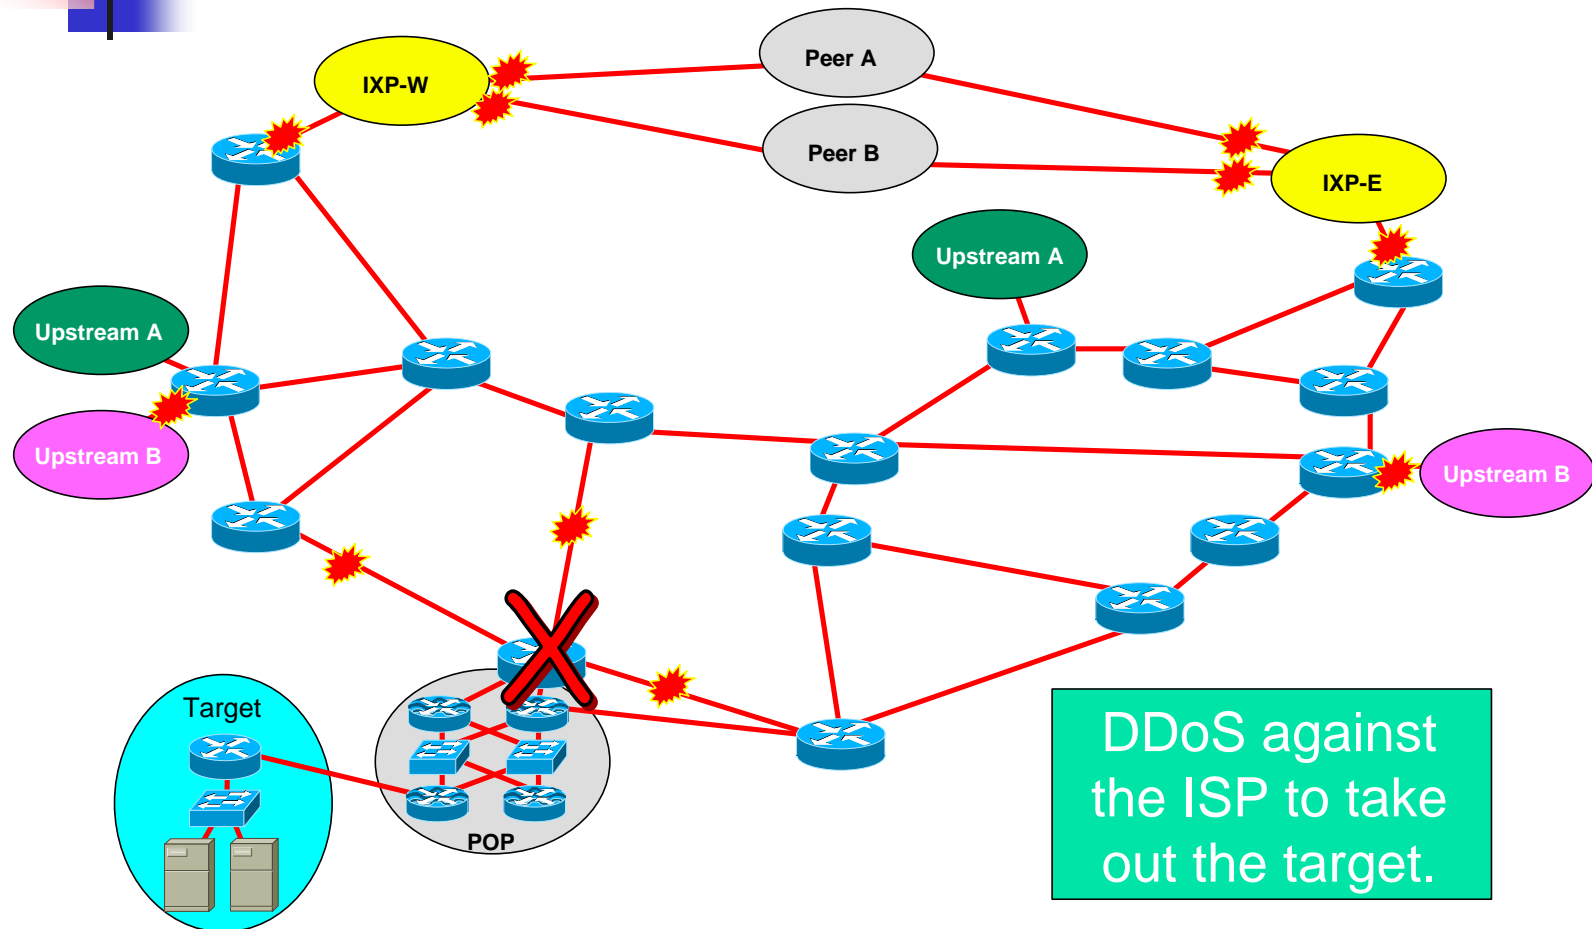 Peer A
IXP-W
Peer B
IXP-E
Upstream A
Upstream A
Upstream B
Upstream B
Target
POP
DDoS against
the ISP to take
out the target.